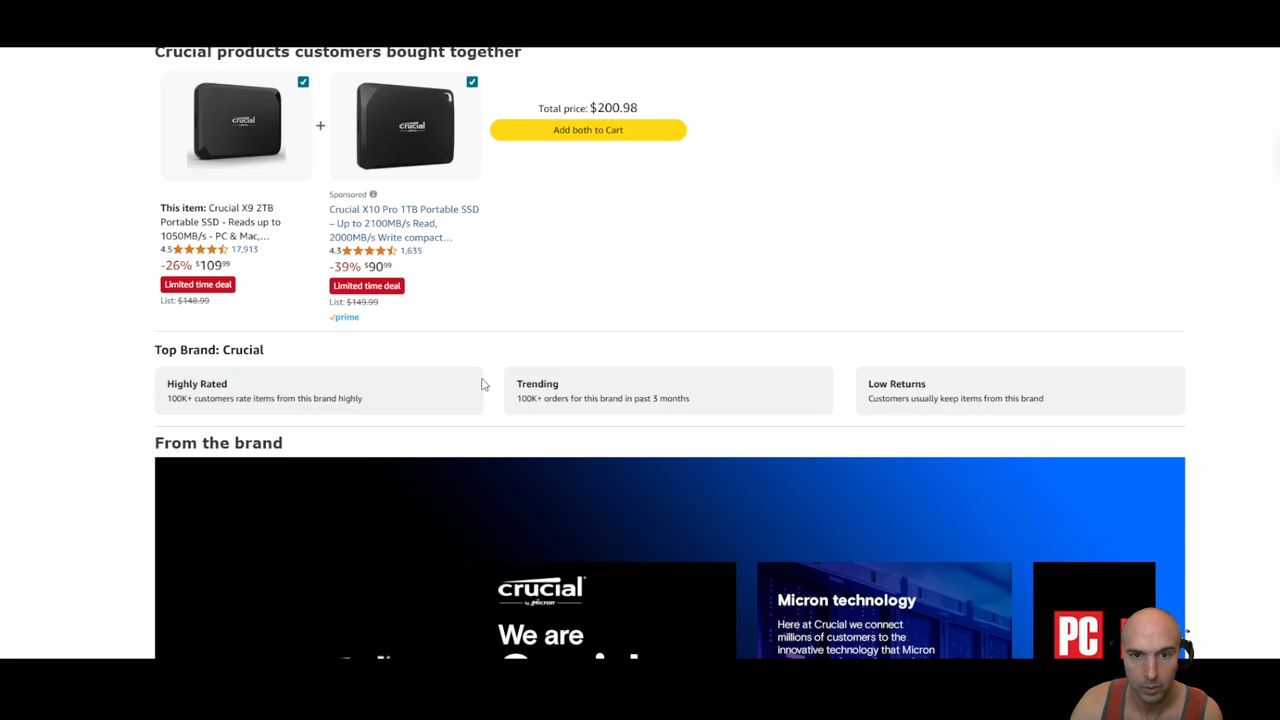 Crucial products customers bought together
crucial
+
crucial
Total price: $200.98
Add both to Cart
This item: Crucial X9 2TB
Portable SSD - Reads up to
1050MB/s - PC & Mac,...
4.5 17,913
-26% $10999
Limited time deal
List: $148.99
Sponsored
Crucial X10 Pro 1TB Portable SSD
– Up to 2100MB/s Read,
2000MB/s Write compact...
4.3 1,635
-39% $9099
Limited time deal
List: $149.99
prime
Top Brand: Crucial
Highly Rated
100K+ customers rate items from this brand highly
Trending
100K+ orders for this brand in past 3 months
Low Returns
Customers usually keep items from this brand
From the brand
crucial
by Micron
We are
Micron technology
Here at Crucial we connect
millions of customers to the
innovative technology that Micron
PC